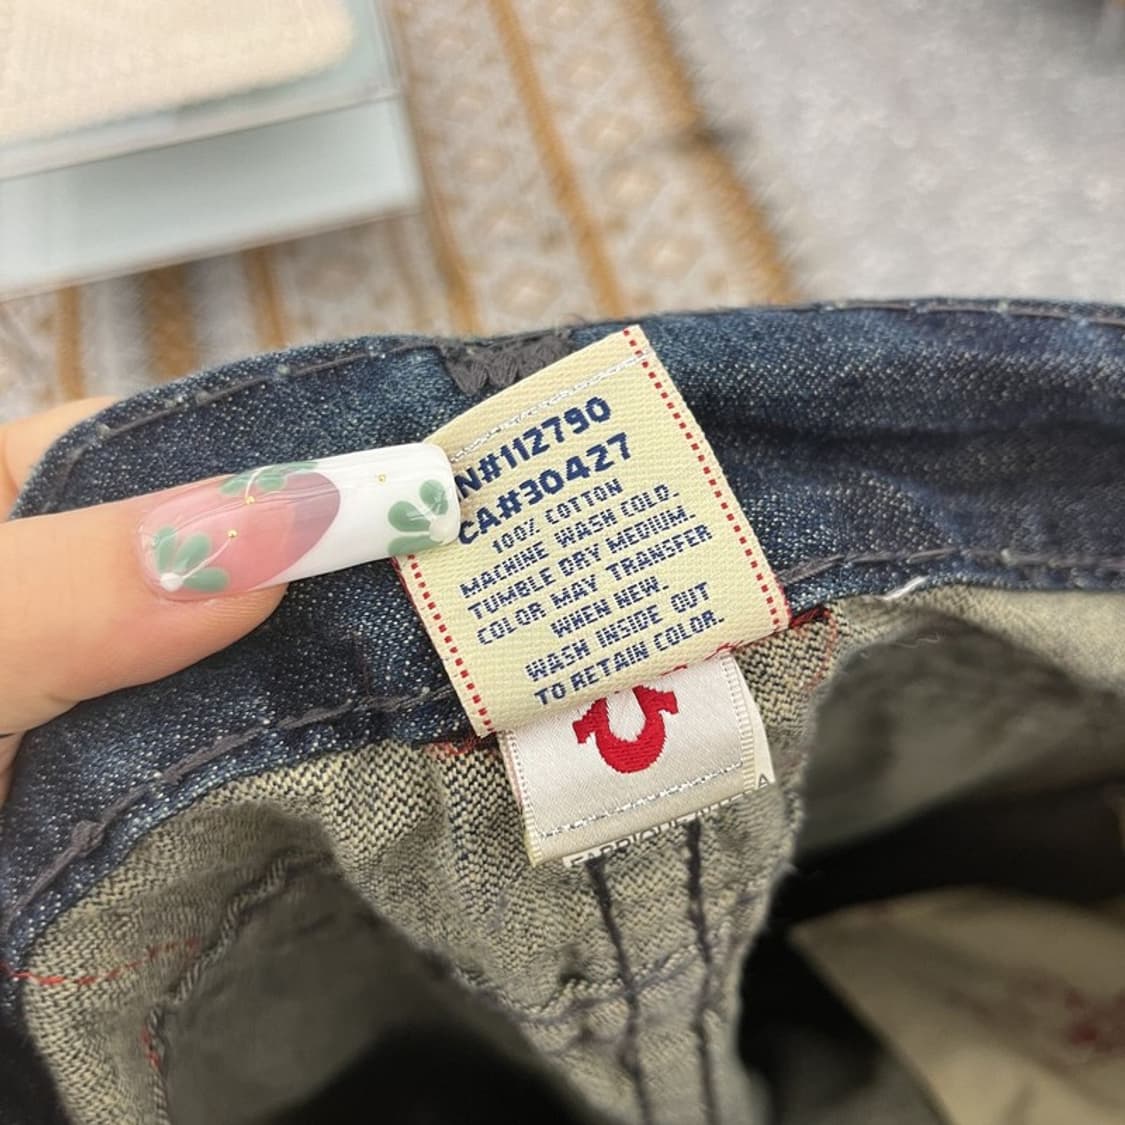 N#112790
CA#30427
100% COTTON
MACHINE WASH COLD.
TUMBLE DRY MEDIUM.
COLOR MAY TRANSFER
WHEN NEW.
WASH INSIDE OUT
TO RETAIN COLOR.